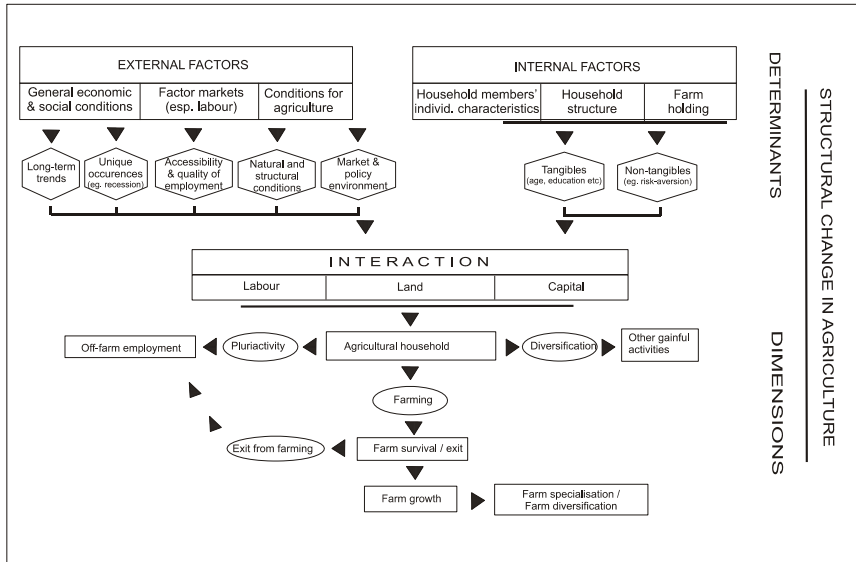 EXTERNAL FACTORS
General economic
& social conditions
Factor markets
(esp. labour)
Conditions for
agriculture
INTERNAL FACTORS
Household members'
individ. characteristics
Household
structure
Farm
holding
Long-term
trends
Unique
occurences
(eg. recession)
Accessibility
& quality of
employment
Natural and
structural
conditions
Market &
policy
environment
Tangibles
(age, education etc)
Non-tangibles
(eg. risk-aversion)
INTERACTION
Labour
Land
Capital
Off-farm employment
Pluriactivity
Agricultural household
Diversification
Other gainful
activities
Farming
Exit from farming
Farm survival / exit
Farm growth
Farm specialisation /
Farm diversification
DETERMINANTS
DIMENSIONS
STRUCTURAL CHANGE IN AGRICULTURE